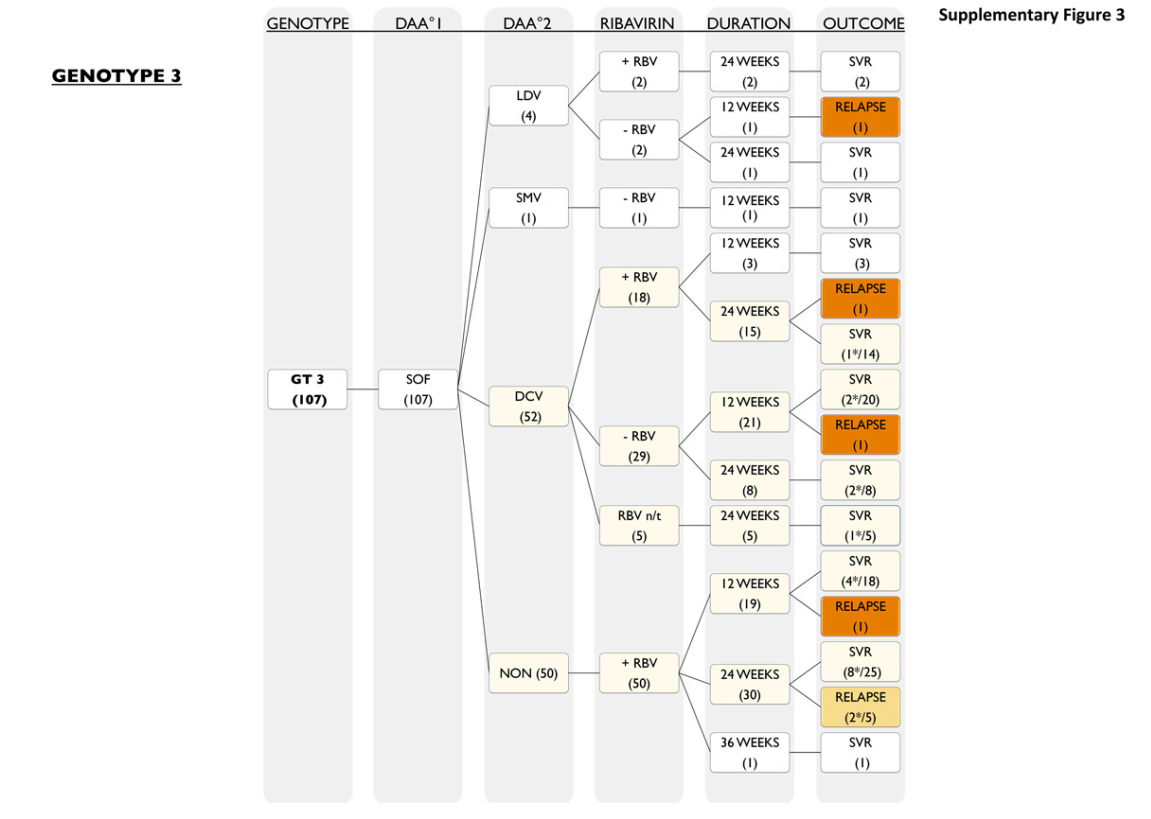 GENOTYPE DAA°1 DAA°2 RIBAVIRIN DURATION OUTCOME
Supplementary Figure 3
GENOTYPE 3
GT 3
(107)
SOF
(107)
LDV
(4)
SMV
(1)
DCV
(52)
NON (50)
+ RBV
(2)
- RBV
(2)
- RBV
(1)
+ RBV
(18)
- RBV
(29)
RBV n/t
(5)
+ RBV
(50)
24 WEEKS
(2)
12 WEEKS
(1)
24 WEEKS
(1)
12 WEEKS
(1)
12 WEEKS
(3)
24 WEEKS
(15)
12 WEEKS
(21)
24 WEEKS
(8)
24 WEEKS
(5)
12 WEEKS
(19)
24 WEEKS
(30)
36 WEEKS
(1)
SVR
(2)
RELAPSE
(1)
SVR
(1)
SVR
(1)
SVR
(3)
RELAPSE
(1)
SVR
(1*/14)
SVR
(2*/20)
RELAPSE
(1)
SVR
(2*/8)
SVR
(1*/5)
SVR
(4*/18)
RELAPSE
(1)
SVR
(8*/25)
RELAPSE
(2*/5)
SVR
(1)